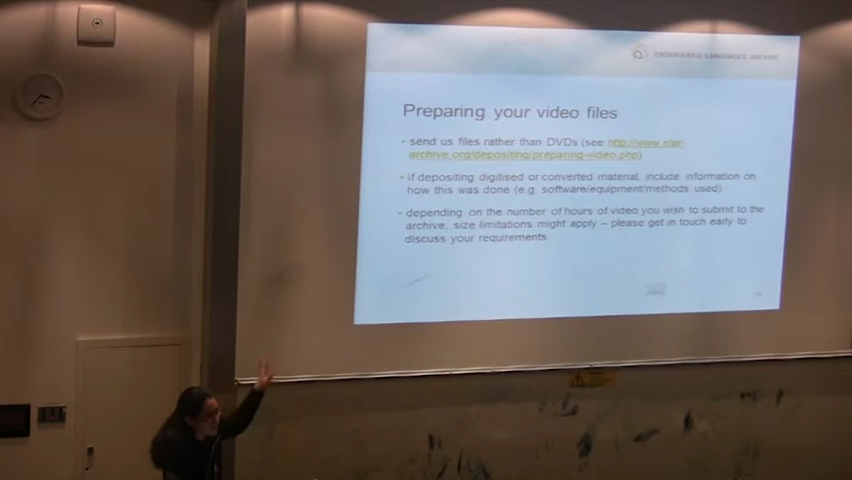 ENDANGERED LANGUAGES ARCHIVE
Preparing your video files
- send us files rather than DVDs (see http://www.elar-
archive.org/depositing/preparing-video.php)
- if depositing digitised or converted material, include information on
how this was done (e.g. software/equipment/methods used)
- depending on the number of hours of video you wish to submit to the
archive, size limitations might apply – please get in touch early to
discuss your requirements